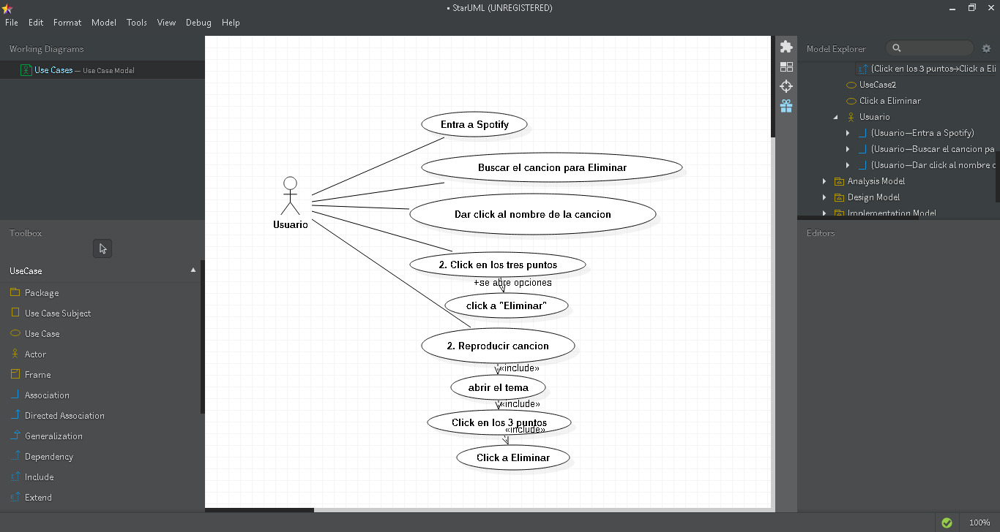 • StarUML (UNREGISTERED)
File Edit Format Model Tools View Debug Help
Working Diagrams
Use Cases — Use Case Model
Toolbox
UseCase
Package
Use Case Subject
Use Case
Actor
Frame
Association
Directed Association
Generalization
Dependency
Include
Extend
Entra a Spotify
Buscar el cancion para Eliminar
Dar click al nombre de la cancion
Usuario
2. Click en los tres puntos
+se abre opciones
click a "Eliminar"
2. Reproducir cancion
«include»
abrir el tema
«include»
Click en los 3 puntos
«include»
Click a Eliminar
Model Explorer
(Click en los 3 puntos→Click a Eli
UseCase2
Click a Eliminar
Usuario
(Usuario—Entra a Spotify)
(Usuario—Buscar el cancion pa
(Usuario—Dar click al nombre c
Analysis Model
Design Model
Implementation Model
Editors
100%